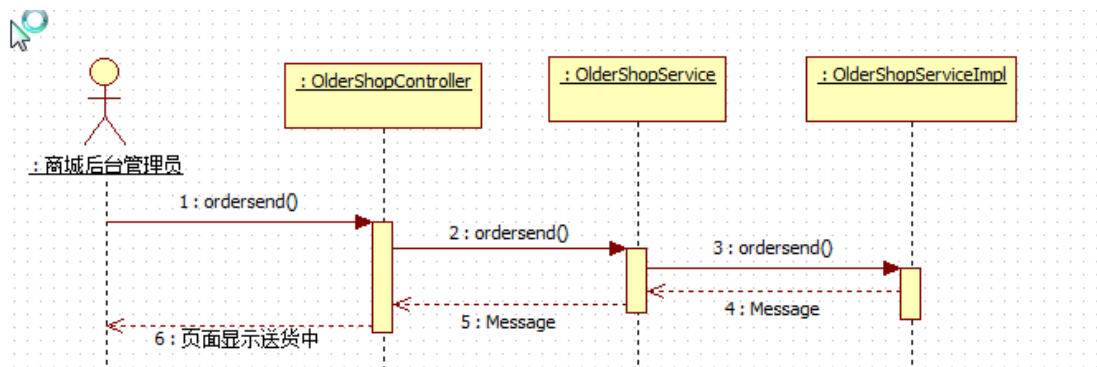 : OlderShopController
: OlderShopService
: OlderShopServiceImpl
: 商城后台管理员
1 : ordersend()
2 : ordersend()
3 : ordersend()
4 : Message
5 : Message
6 : 页面显示送货中